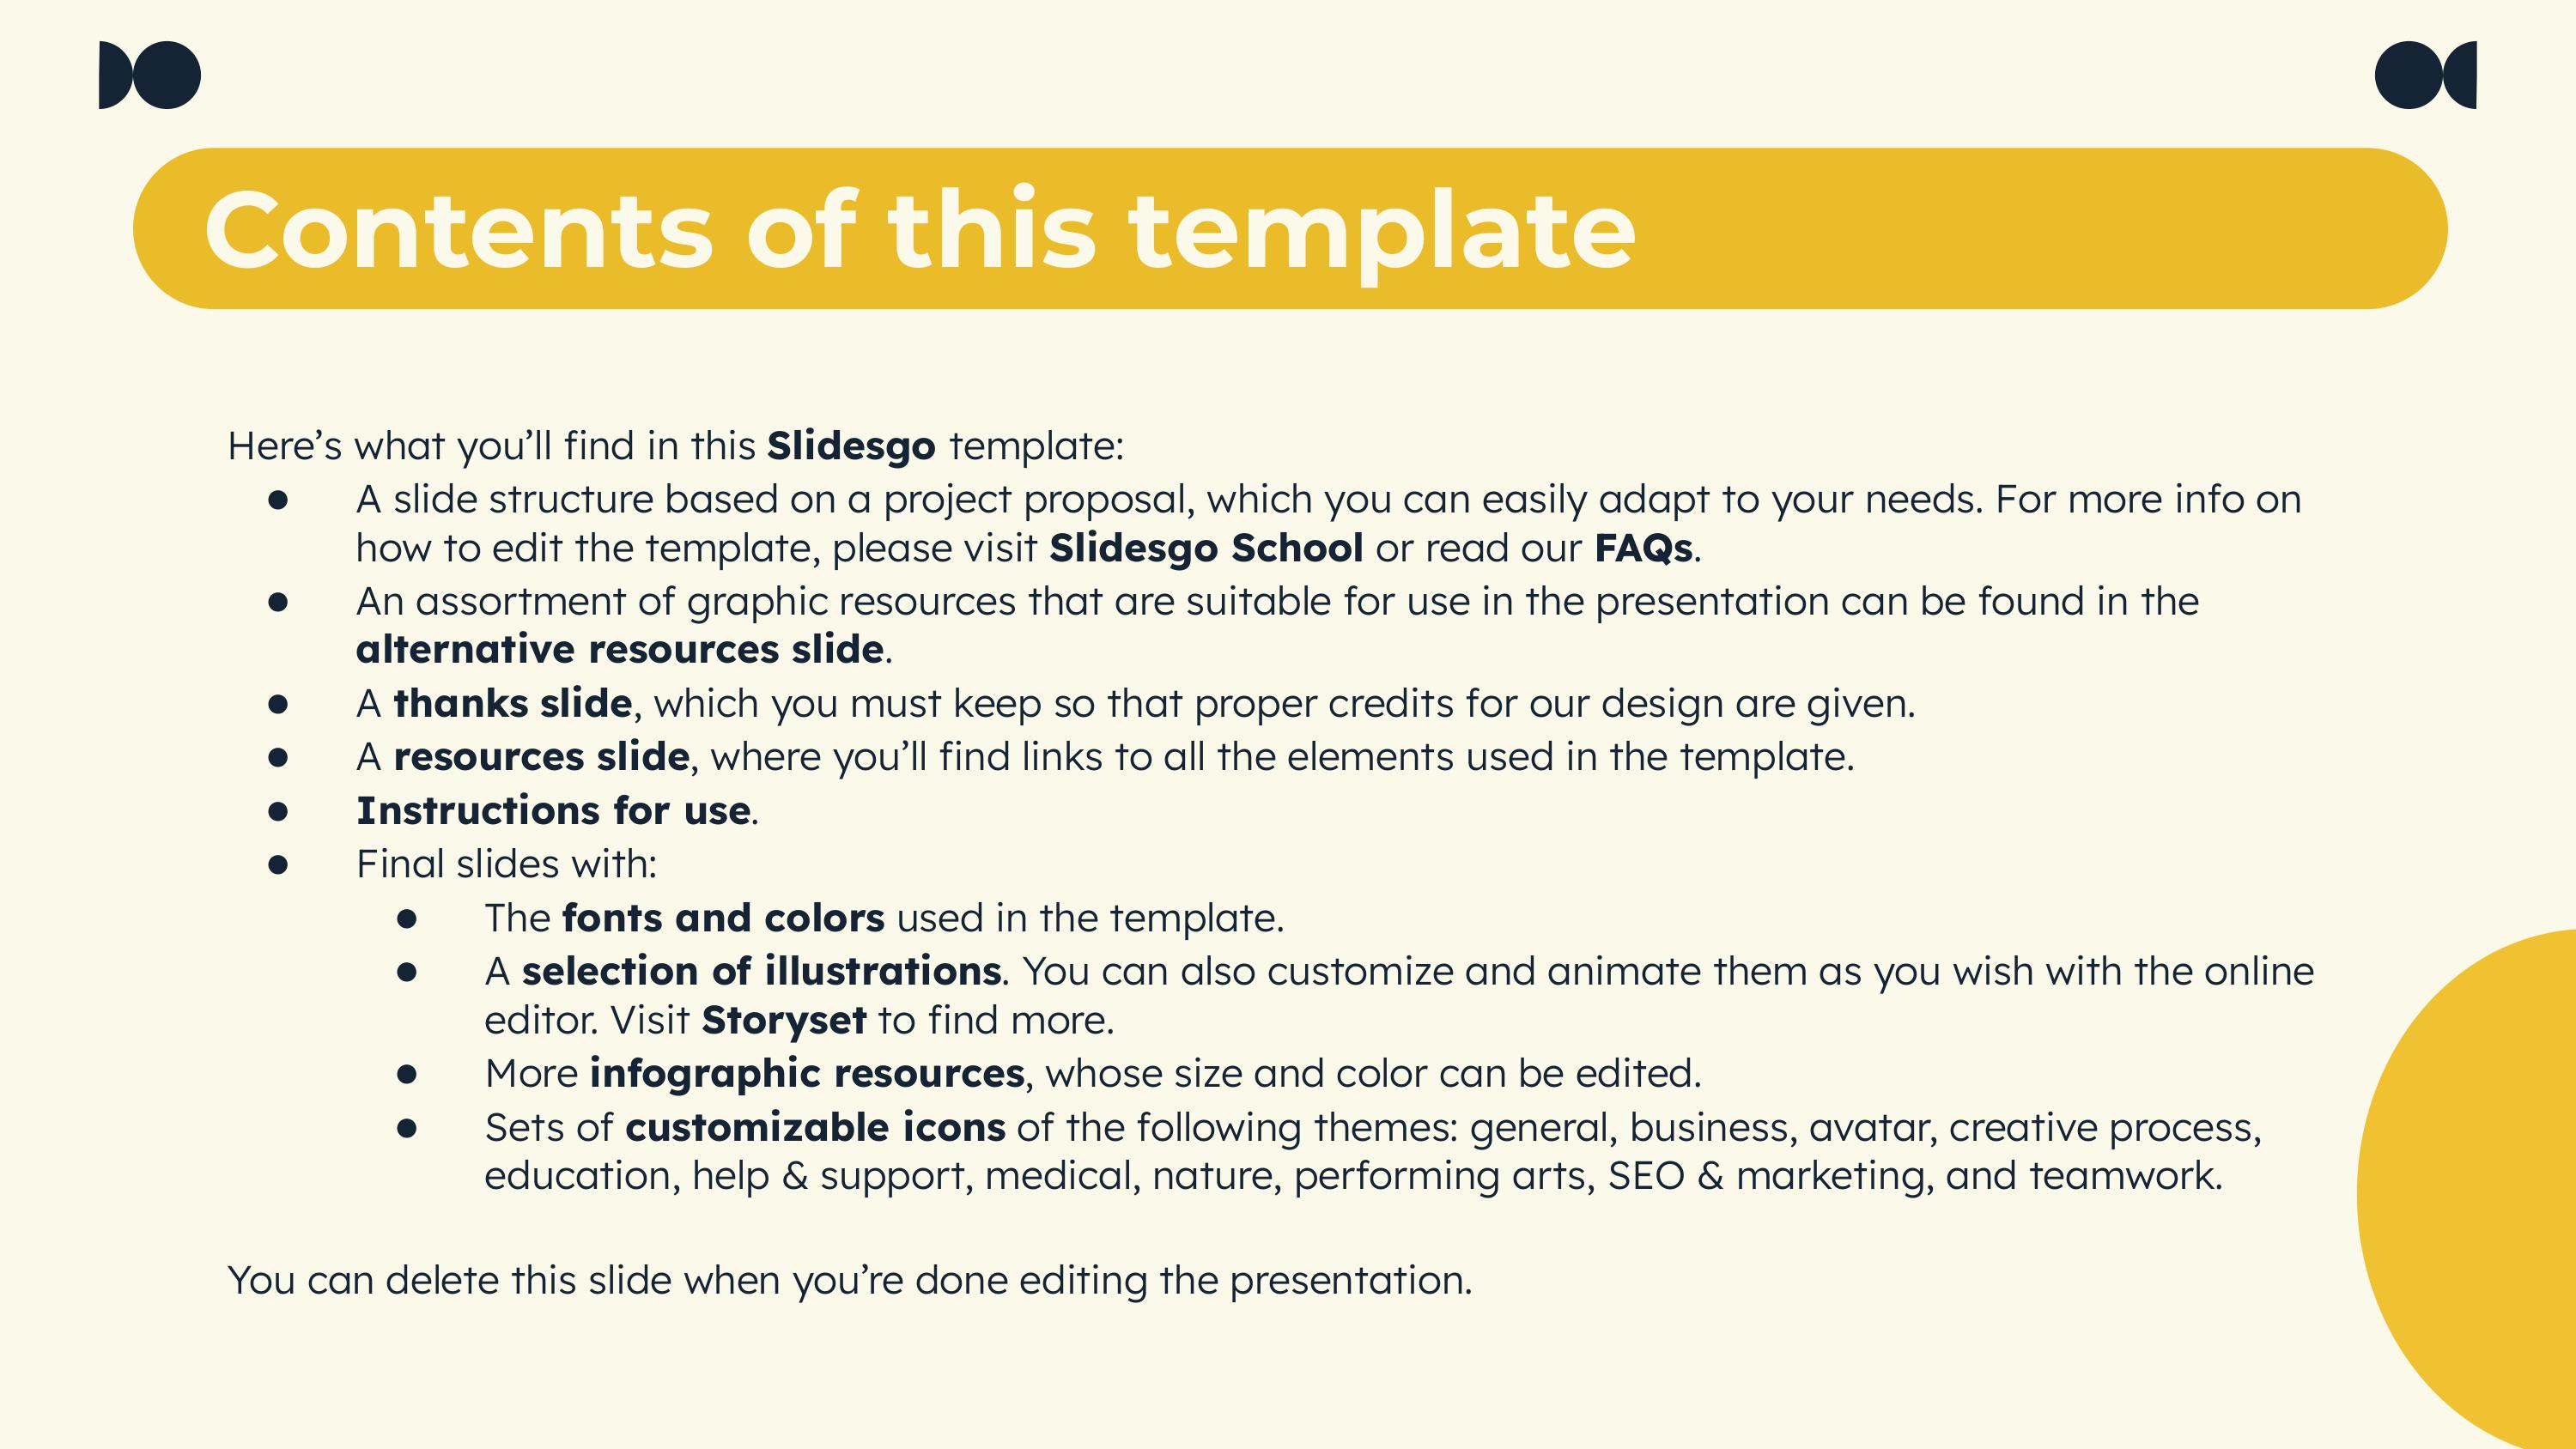 Contents of this template
Here’s what you’ll find in this Slidesgo template:
● A slide structure based on a project proposal, which you can easily adapt to your needs. For more info on
how to edit the template, please visit Slidesgo School or read our FAQs.
● An assortment of graphic resources that are suitable for use in the presentation can be found in the
alternative resources slide.
● A thanks slide, which you must keep so that proper credits for our design are given.
● A resources slide, where you’ll find links to all the elements used in the template.
● Instructions for use.
● Final slides with:
● The fonts and colors used in the template.
● A selection of illustrations. You can also customize and animate them as you wish with the online
editor. Visit Storyset to find more.
● More infographic resources, whose size and color can be edited.
● Sets of customizable icons of the following themes: general, business, avatar, creative process,
education, help & support, medical, nature, performing arts, SEO & marketing, and teamwork.
You can delete this slide when you’re done editing the presentation.